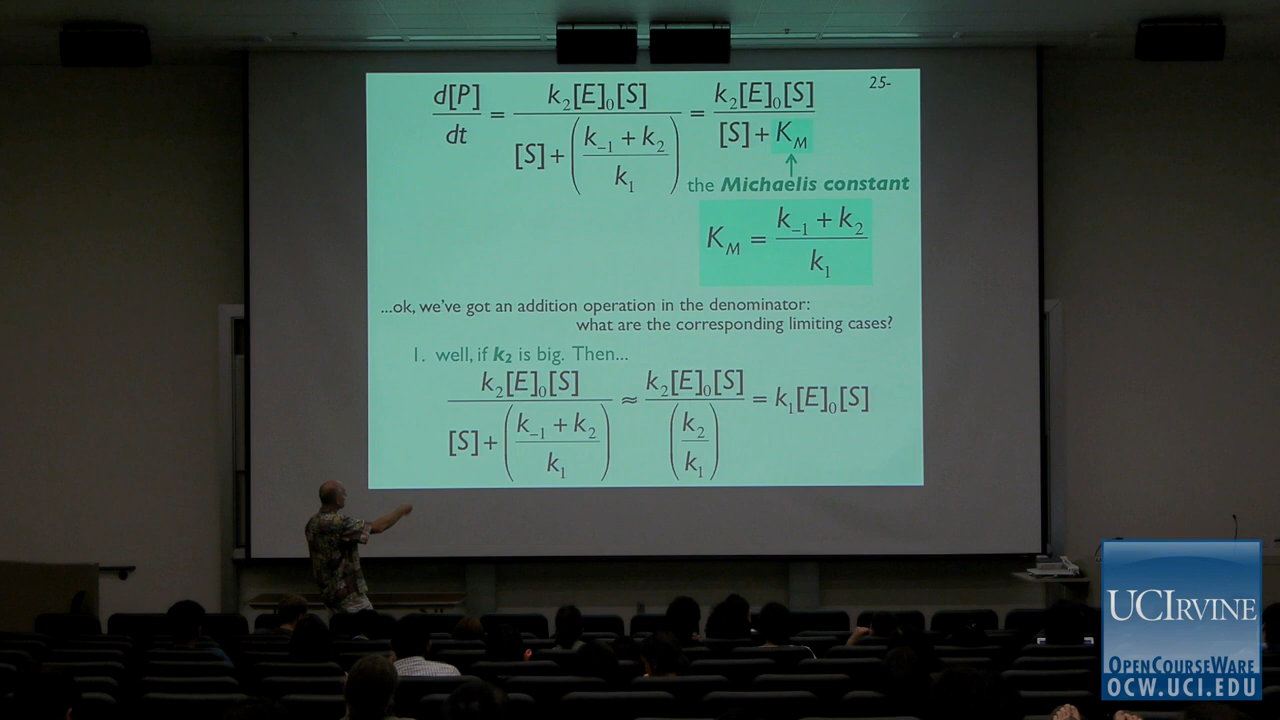 25-
d[P]/dt = k₂[E]₀[S] / ([S] + ((k₋₁ + k₂)/k₁)) = k₂[E]₀[S] / ([S] + K_M)
the Michaelis constant
K_M = (k₋₁ + k₂)/k₁
...ok, we've got an addition operation in the denominator:
what are the corresponding limiting cases?
1. well, if k₂ is big. Then...
k₂[E]₀[S] / ([S] + ((k₋₁ + k₂)/k₁)) ≈ k₂[E]₀[S] / (k₂/k₁) = k₁[E]₀[S]
UCIRVINE
OPENCOURSEWARE
OCW.UCI.EDU